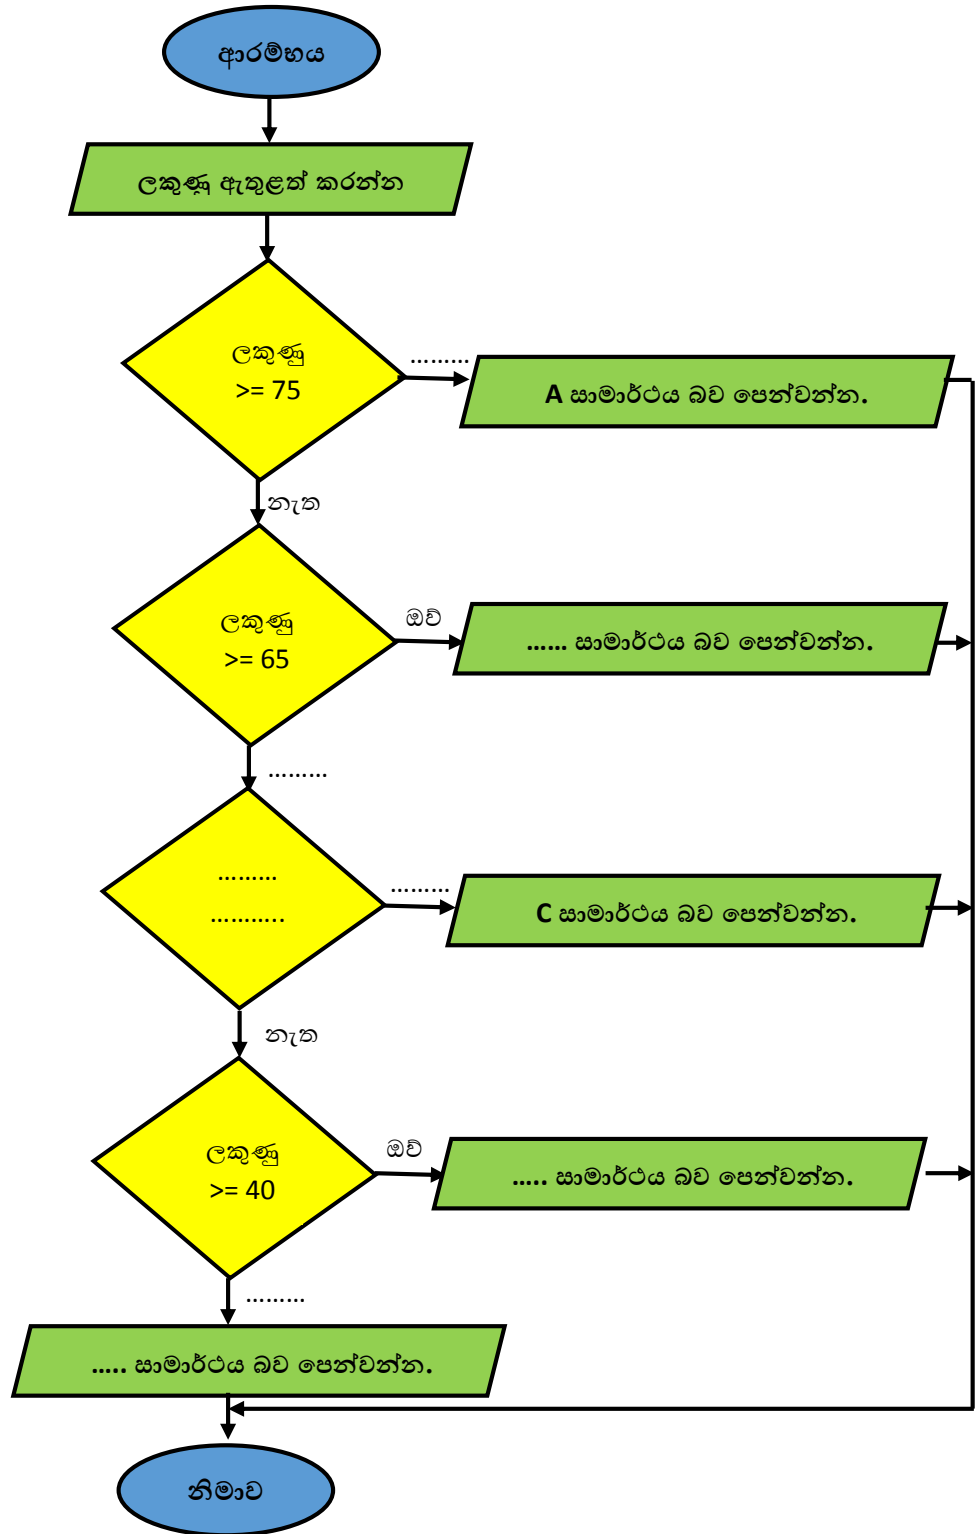 ආරම්භය
ලකුණු ඇතුළත් කරන්න
ලකුණු
>= 75
.........
A සාමාර්ථය බව පෙන්වන්න.
නැත
ලකුණු
>= 65
ඔව්
...... සාමාර්ථය බව පෙන්වන්න.
.........
.........
...........
.........
C සාමාර්ථය බව පෙන්වන්න.
නැත
ලකුණු
>= 40
ඔව්
..... සාමාර්ථය බව පෙන්වන්න.
.........
..... සාමාර්ථය බව පෙන්වන්න.
නිමාව